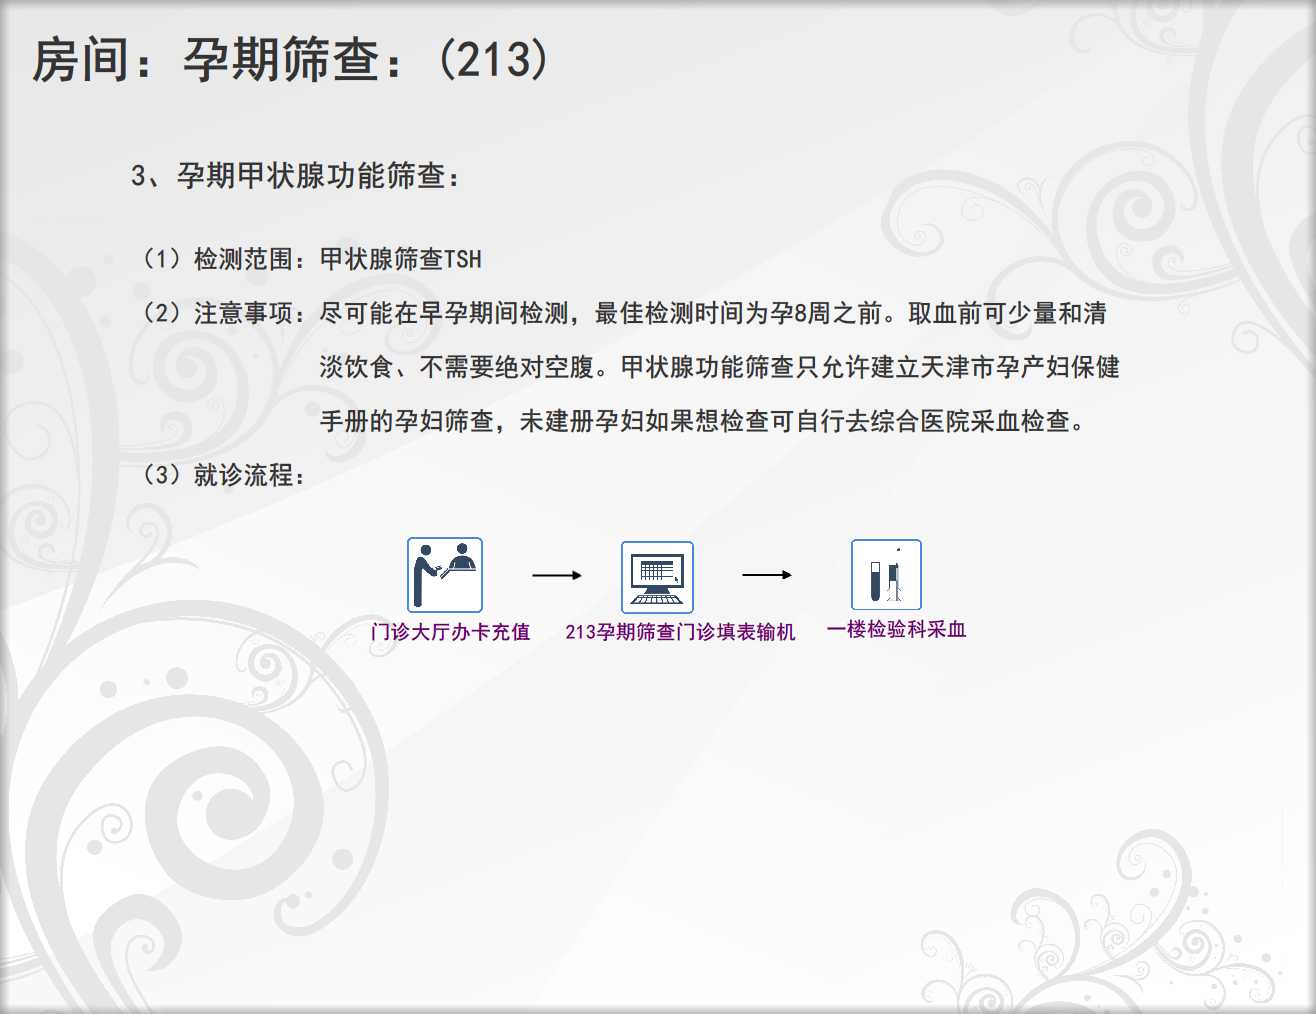 房间：孕期筛查：（213）
3、孕期甲状腺功能筛查：
（1）检测范围：甲状腺筛查TSH
（2）注意事项：尽可能在早孕期间检测，最佳检测时间为孕8周之前。取血前可少量和清
淡饮食、不需要绝对空腹。甲状腺功能筛查只允许建立天津市孕产妇保健
手册的孕妇筛查，未建册孕妇如果想检查可自行去综合医院采血检查。
（3）就诊流程：
门诊大厅办卡充值
213孕期筛查门诊填表输机
一楼检验科采血